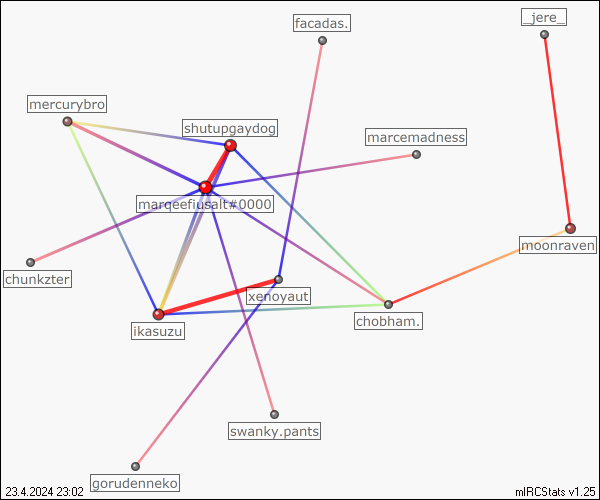 _jere_
facadas.
mercurybro
shutupgaydog
marcemadness
marqeefiusalt#0000
moonraven
chunkzter
xenoyaut
chobham.
ikasuzu
swanky.pants
gorudenneko
23.4.2024 23:02
mIRCStats v1.25